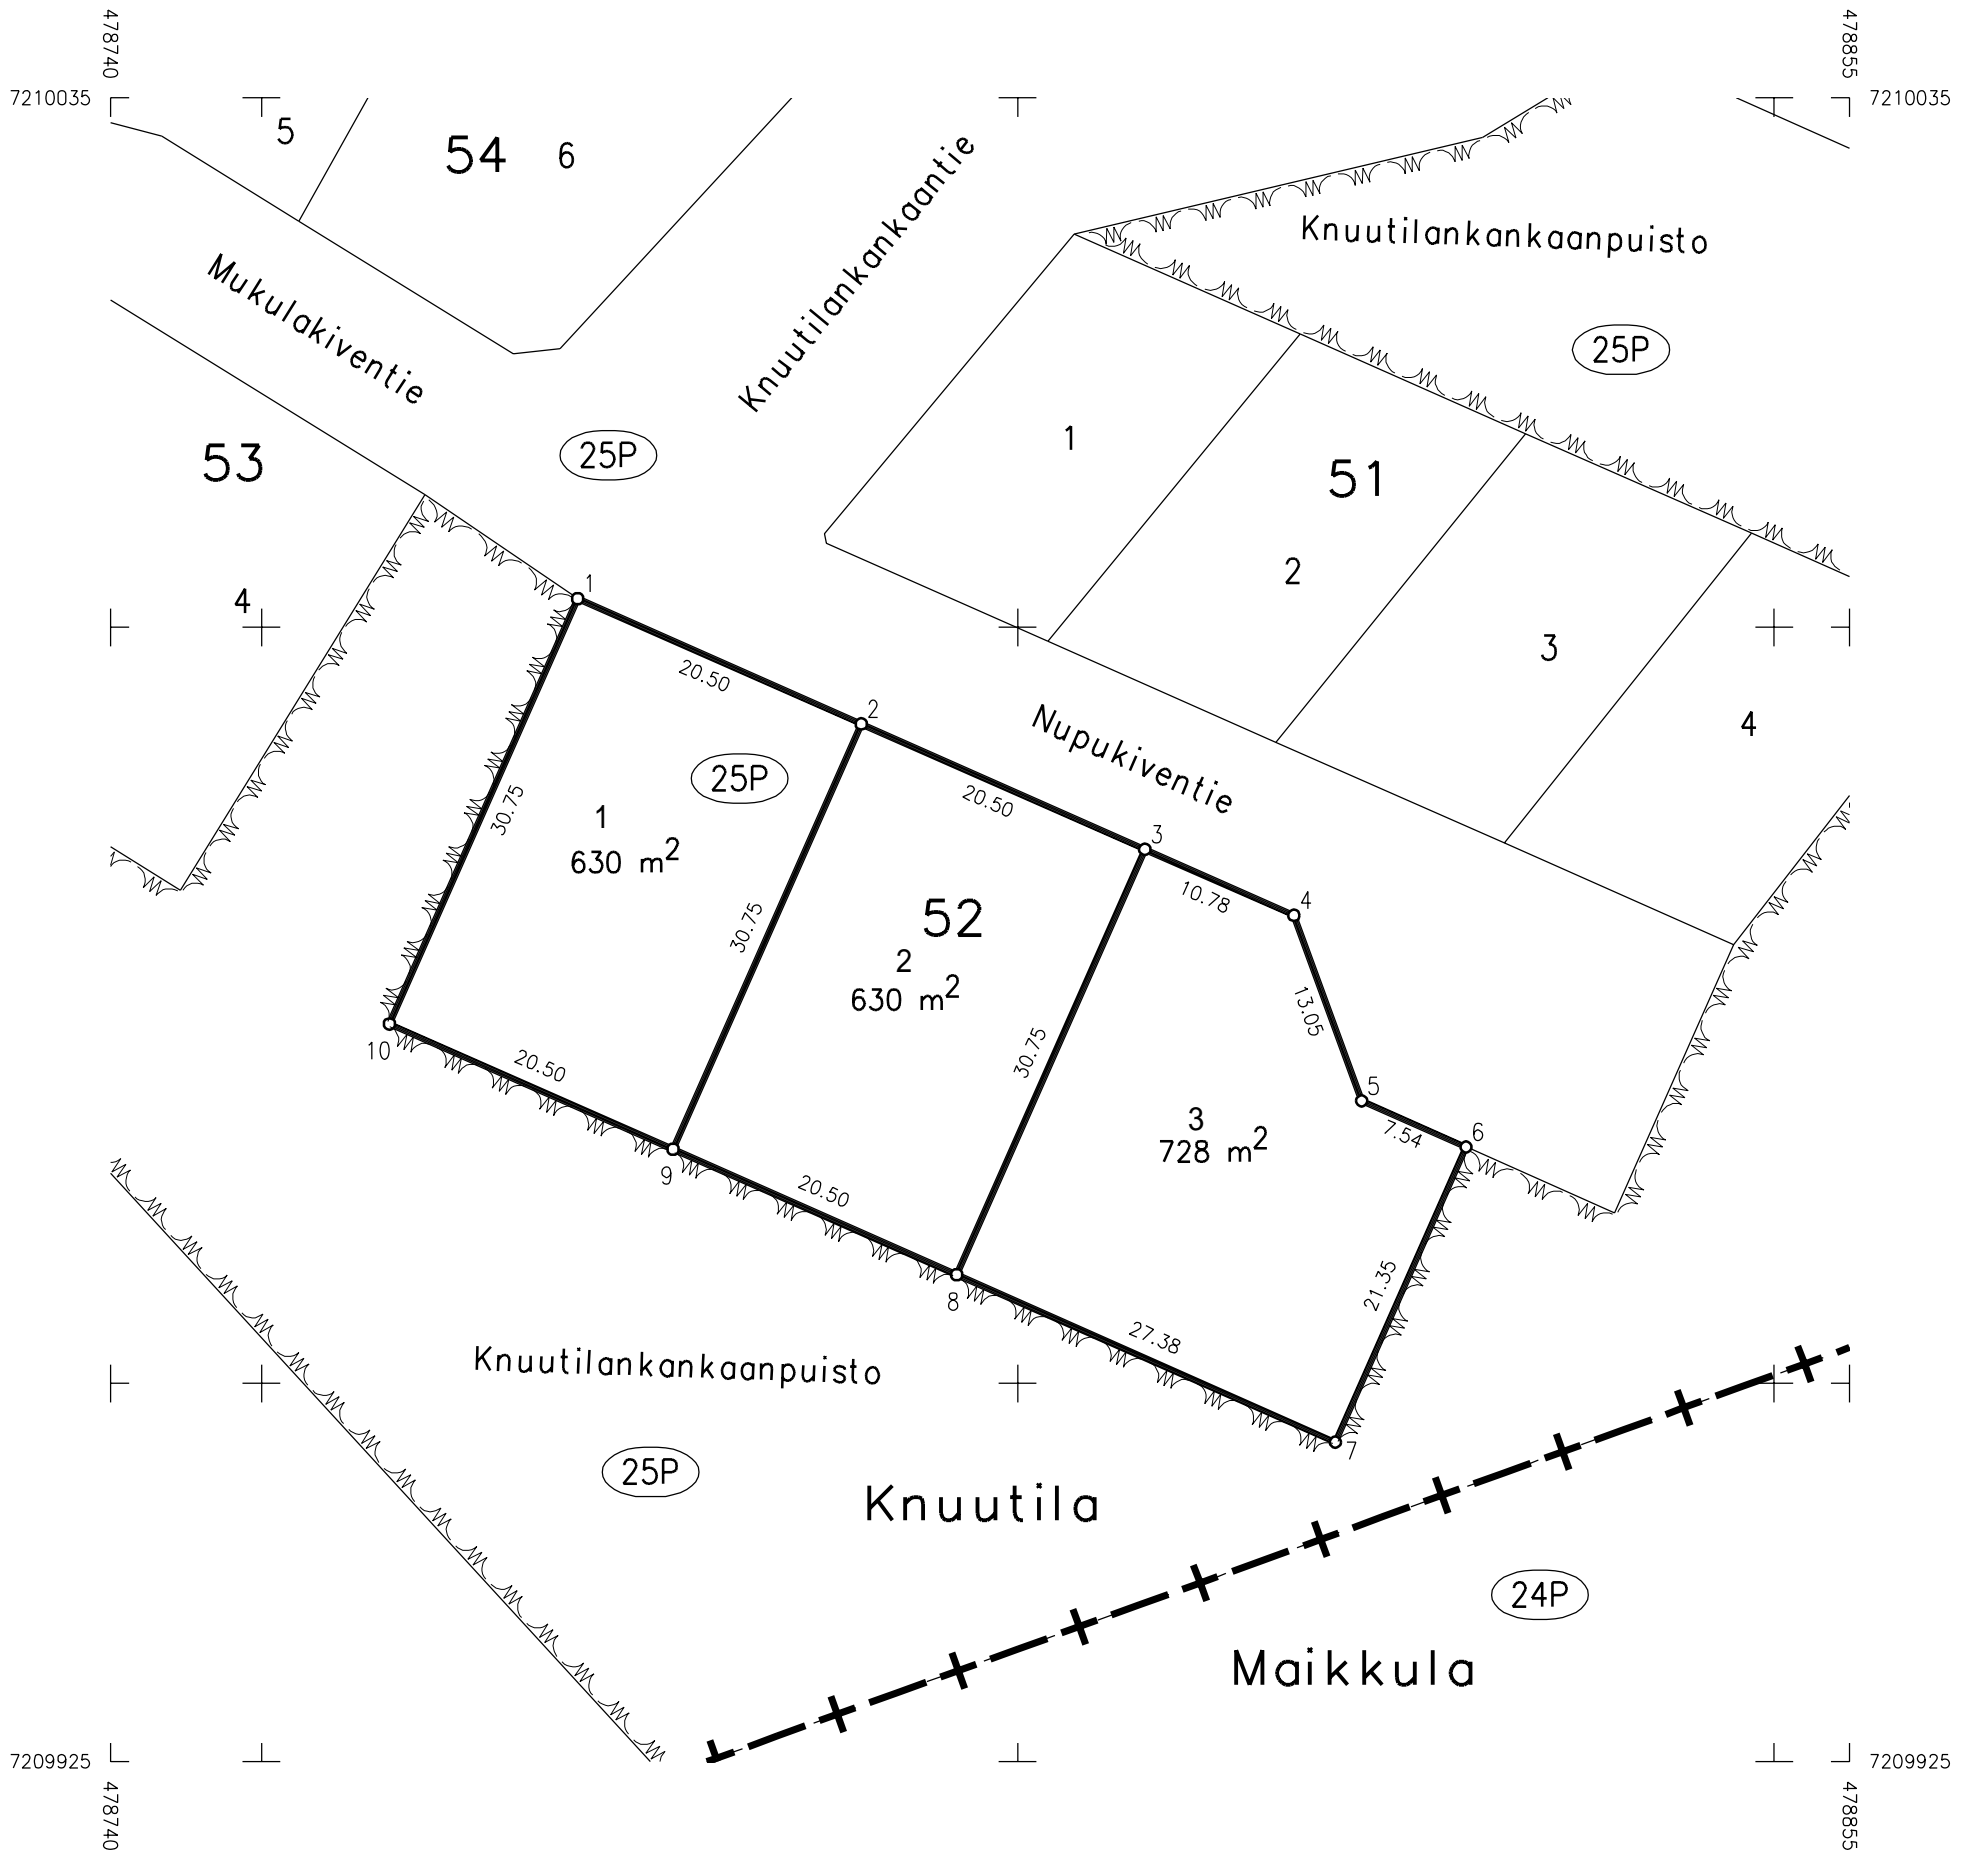 478740
478855
7210035
7210035
5
54
6
Knuutilankankaantie
Knuutilankankaanpuisto
Mukulakiventie
25P
25P
53
1
51
2
4
1
3
20.50
2
4
Nupukiventie
25P
20.50
30.75
1
630 m²
3
10.78
4
52
30.75
2
630 m²
13.05
10
20.50
30.75
5
3
728 m²
7.54
6
9
20.50
8
21.35
27.38
Knuutilankankaanpuisto
7
25P
Knuutila
24P
Maikkula
7209925
7209925
478740
478855